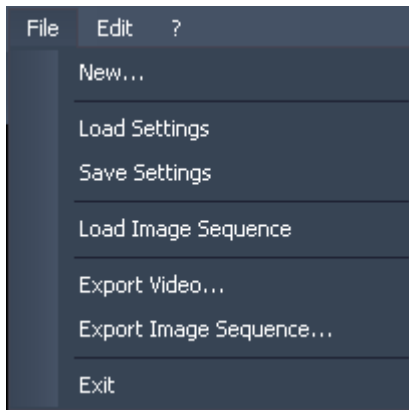 File Edit ?
New...
Load Settings
Save Settings
Load Image Sequence
Export Video...
Export Image Sequence...
Exit